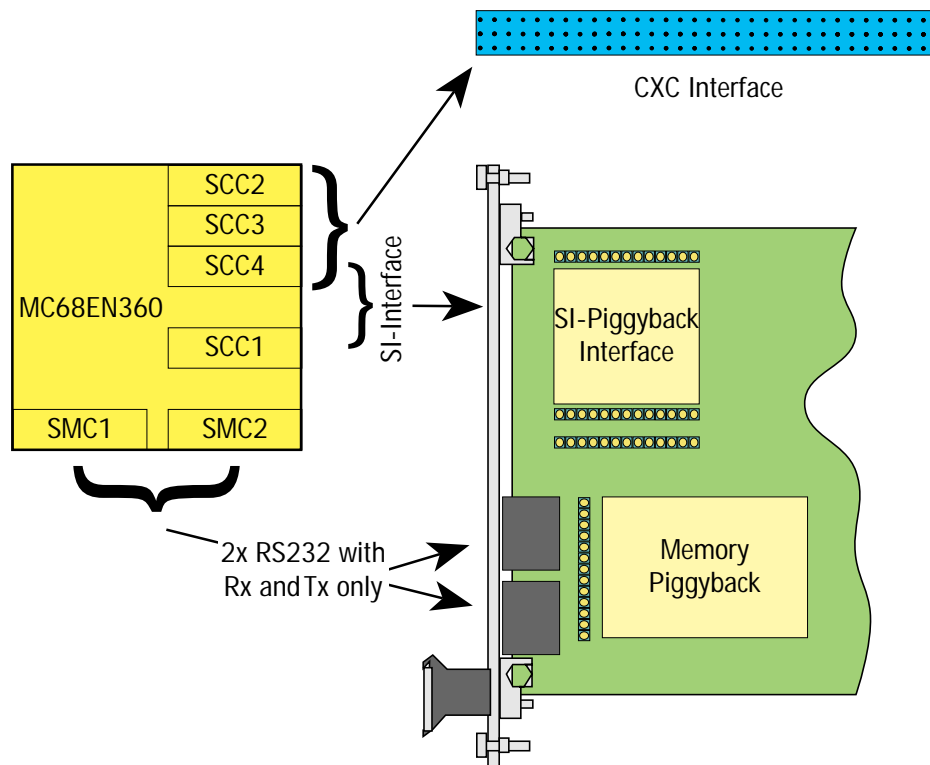 CXC Interface
SCC2
SCC3
SCC4
MC68EN360
SCC1
SMC1
SMC2
SI-Interface
SI-Piggyback
Interface
2x RS232 with
Rx and Tx only
Memory
Piggyback